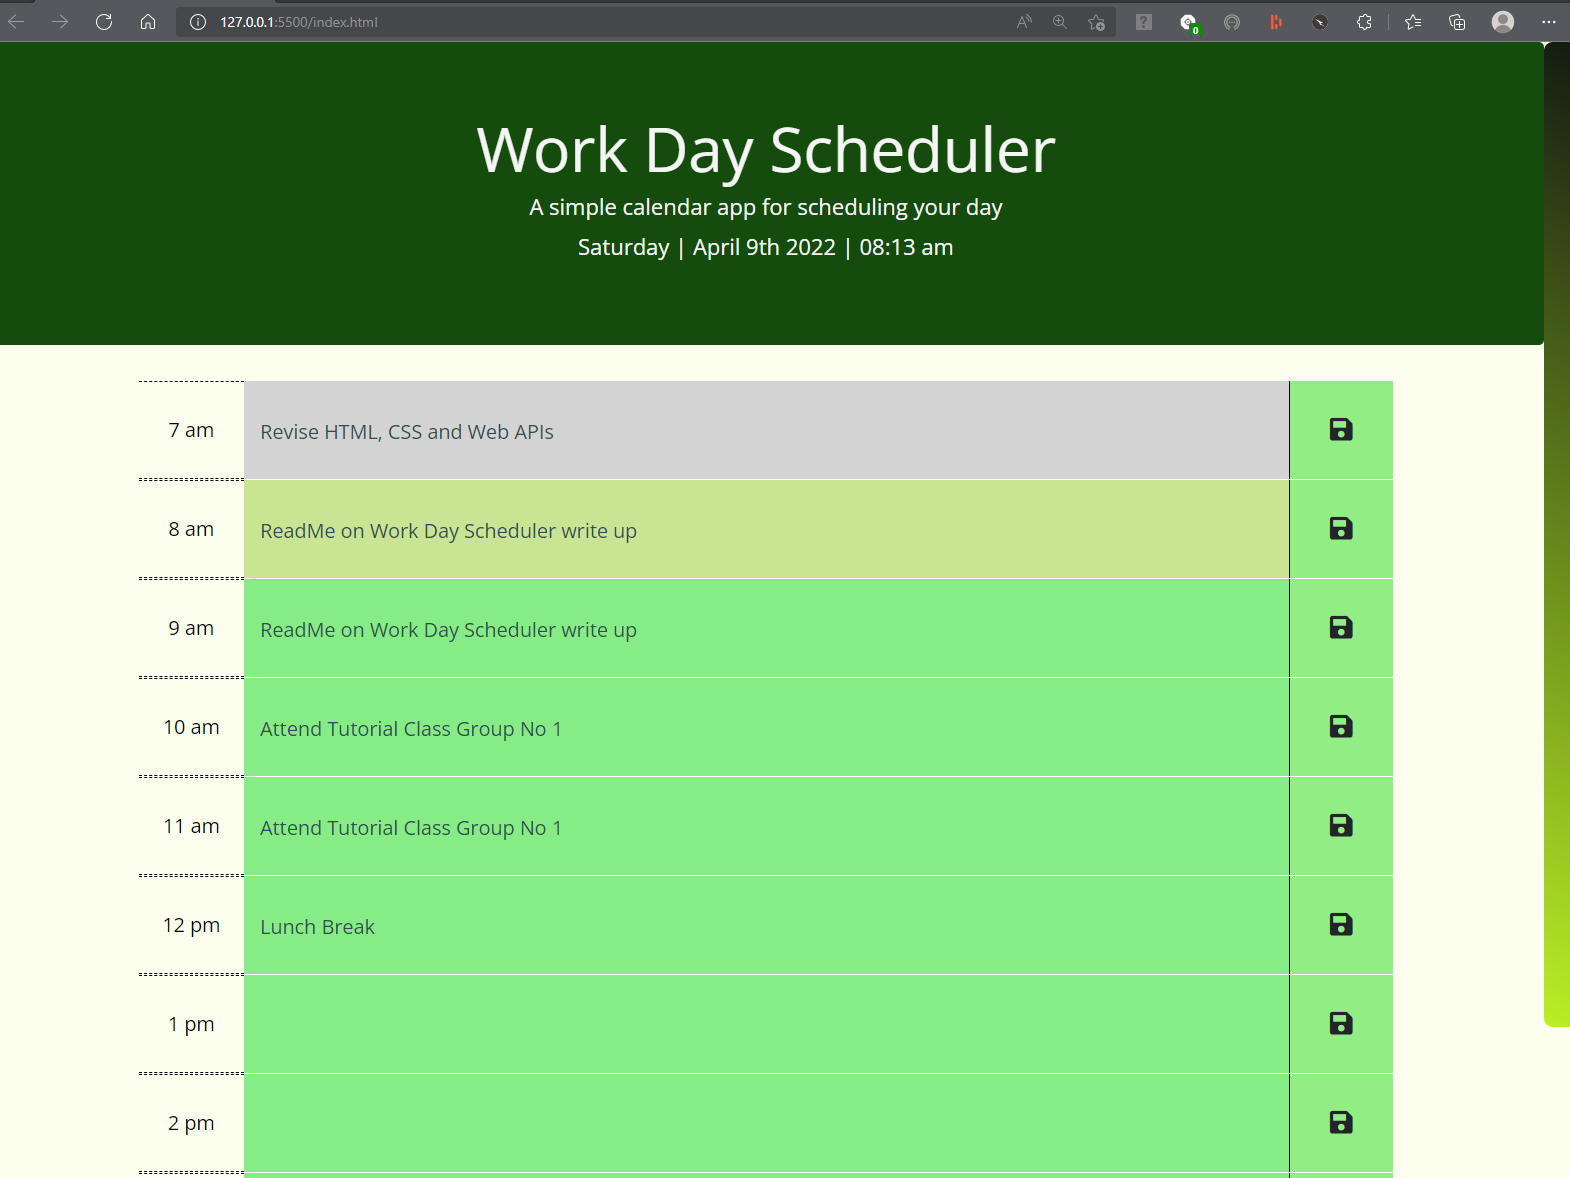 127.0.0.1:5500/index.html
A
?
0
Work Day Scheduler
A simple calendar app for scheduling your day
Saturday | April 9th 2022 | 08:13 am
7 am Revise HTML, CSS and Web APIs
8 am ReadMe on Work Day Scheduler write up
9 am ReadMe on Work Day Scheduler write up
10 am Attend Tutorial Class Group No 1
11 am Attend Tutorial Class Group No 1
12 pm Lunch Break
1 pm
2 pm